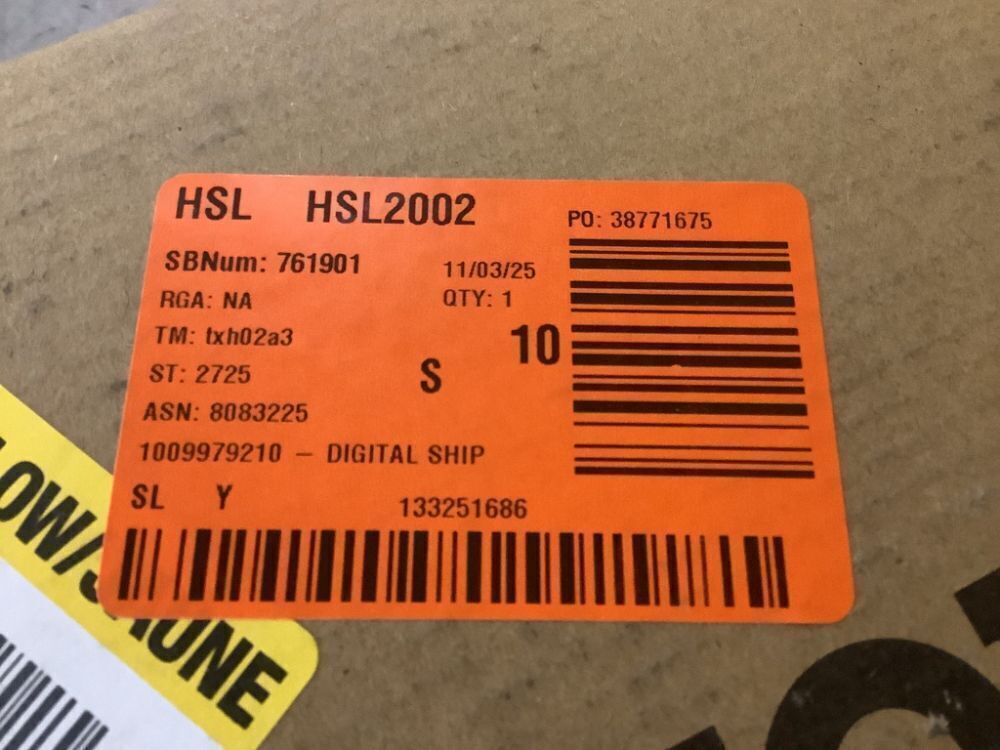 HSL HSL2002
PO: 38771675
SBNum: 761901
11/03/25
RGA: NA
QTY: 1
TM: txh02a3
10
ST: 2725
S
ASN: 8083225
1009979210 – DIGITAL SHIP
SL Y
133251686